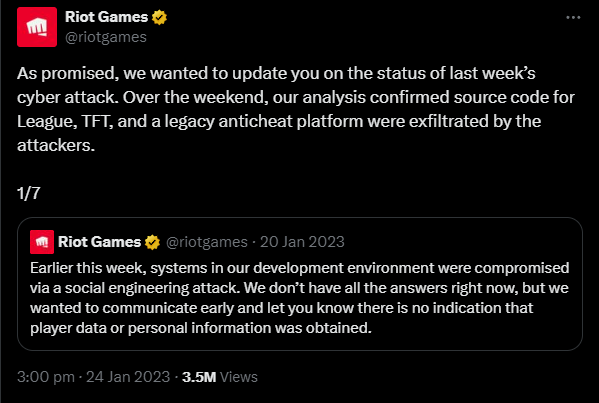 Riot Games
@riotgames
As promised, we wanted to update you on the status of last week's
cyber attack. Over the weekend, our analysis confirmed source code for
League, TFT, and a legacy anticheat platform were exfiltrated by the
attackers.
1/7
Riot Games @riotgames · 20 Jan 2023
Earlier this week, systems in our development environment were compromised
via a social engineering attack. We don't have all the answers right now, but we
wanted to communicate early and let you know there is no indication that
player data or personal information was obtained.
3:00 pm · 24 Jan 2023 · 3.5M Views